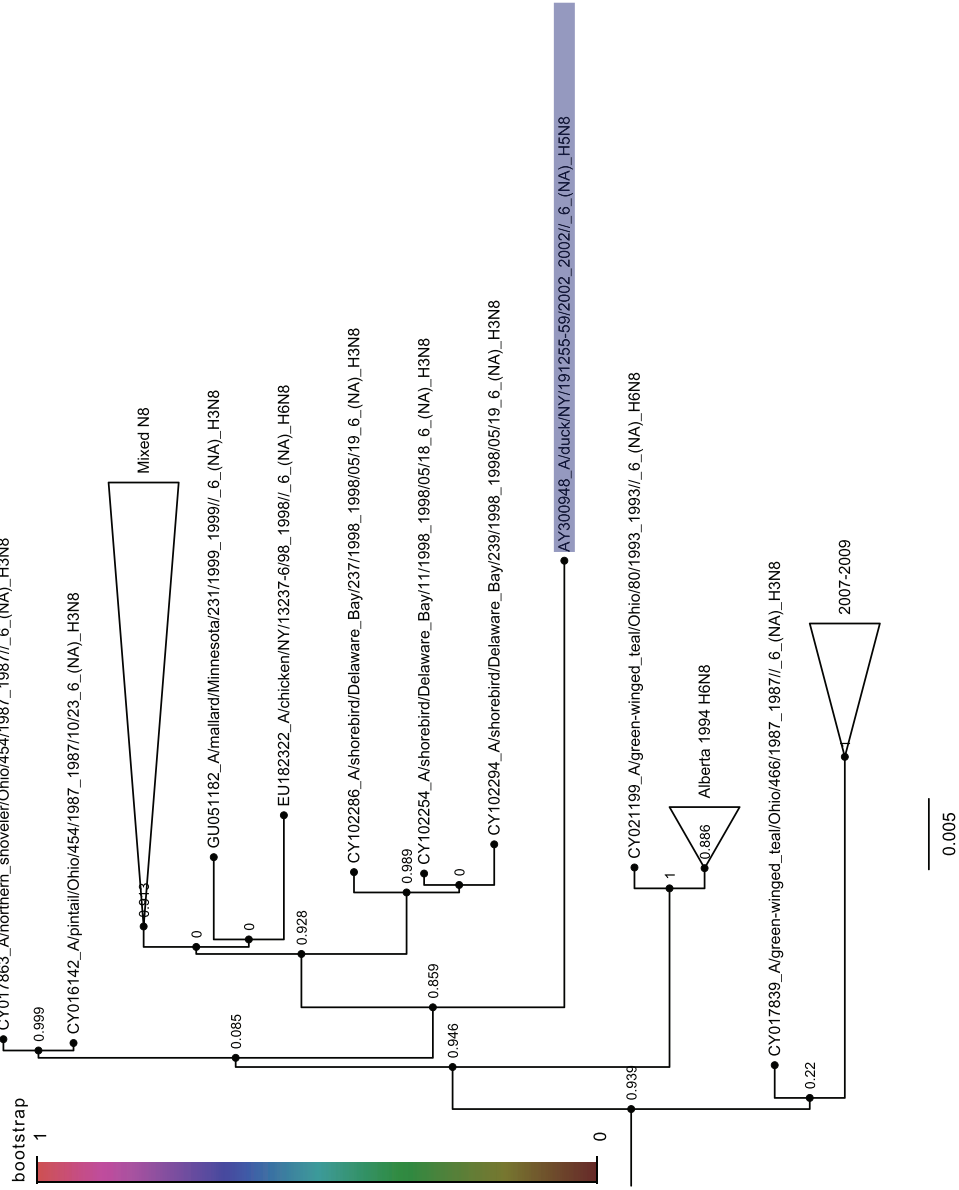 bootstrap
1
0
CY017863_A/northern_shoveler/Ohio/454/1987_1987//_6_(NA)_H3N8
0.999
CY016142_A/pintail/Ohio/454/1987_1987/10/23_6_(NA)_H3N8
0.085
Mixed N8
0.913
0
GU051182_A/mallard/Minnesota/231/1999_1999//_6_(NA)_H3N8
0
EU182322_A/chicken/NY/13237-6/98_1998//_6_(NA)_H6N8
0.928
CY102286_A/shorebird/Delaware_Bay/237/1998_1998/05/19_6_(NA)_H3N8
0.989
CY102254_A/shorebird/Delaware_Bay/11/1998_1998/05/18_6_(NA)_H3N8
0
CY102294_A/shorebird/Delaware_Bay/239/1998_1998/05/19_6_(NA)_H3N8
0.859
0.946
AY300948_A/duck/NY/191255-59/2002_2002//_6_(NA)_H5N8
0.939
CY021199_A/green-winged_teal/Ohio/80/1993_1993//_6_(NA)_H6N8
1
0.886
Alberta 1994 H6N8
CY017839_A/green-winged_teal/Ohio/466/1987_1987//_6_(NA)_H3N8
0.22
1
2007-2009
0.005